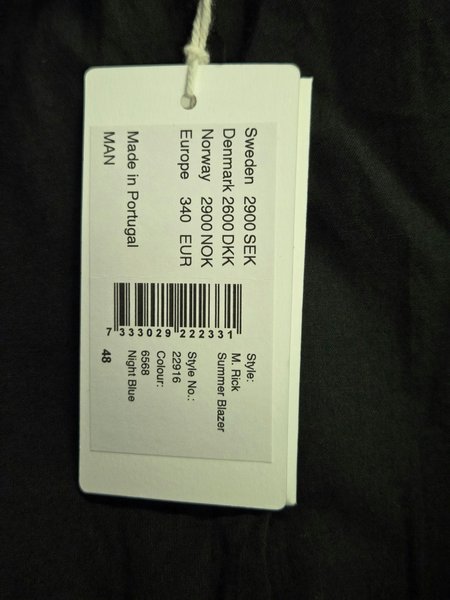 Sweden 2900 SEK
Denmark 2600 DKK
Norway 2900 NOK
Europe 340 EUR
Made in Portugal
MAN
7 333029 222331
Style:
M. Rick
Summer Blazer
Style No.:
22916
Colour:
6568
Night Blue
48